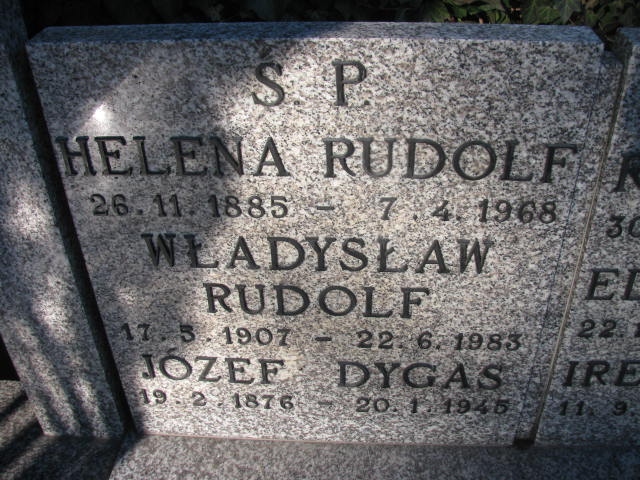 S. P.
HELENA RUDOLF
26.11.1885 - 7.4.1968
WŁADYSŁAW
RUDOLF
17.5.1907 - 22.6.1983
JÓZEF DYGAS
19.2.1876 - 20.1.1945